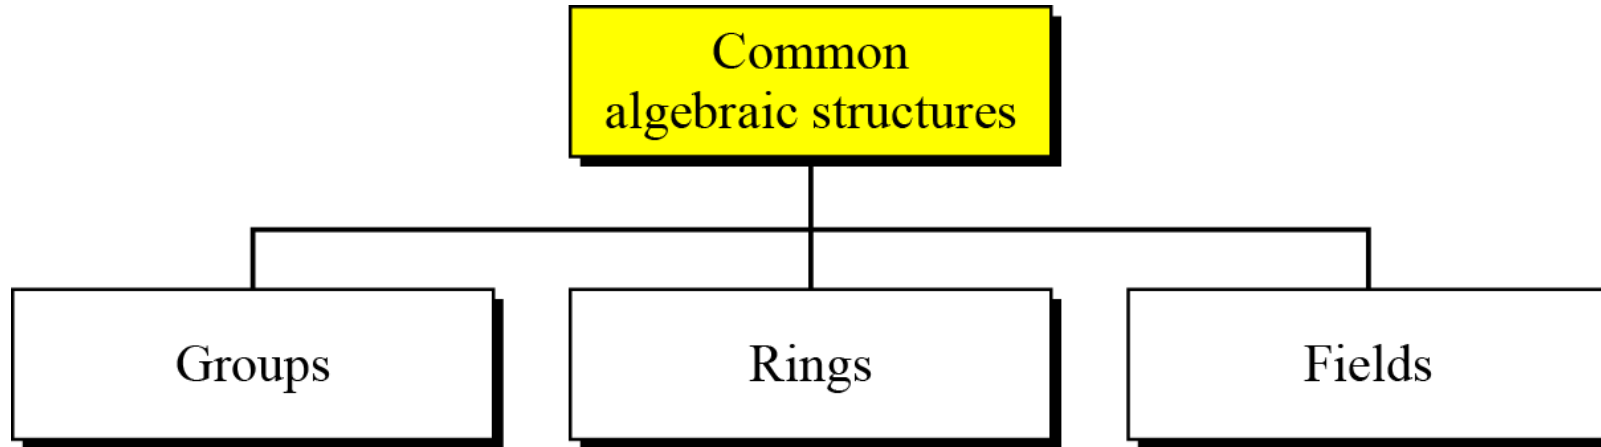 Common
algebraic structures
Groups
Rings
Fields